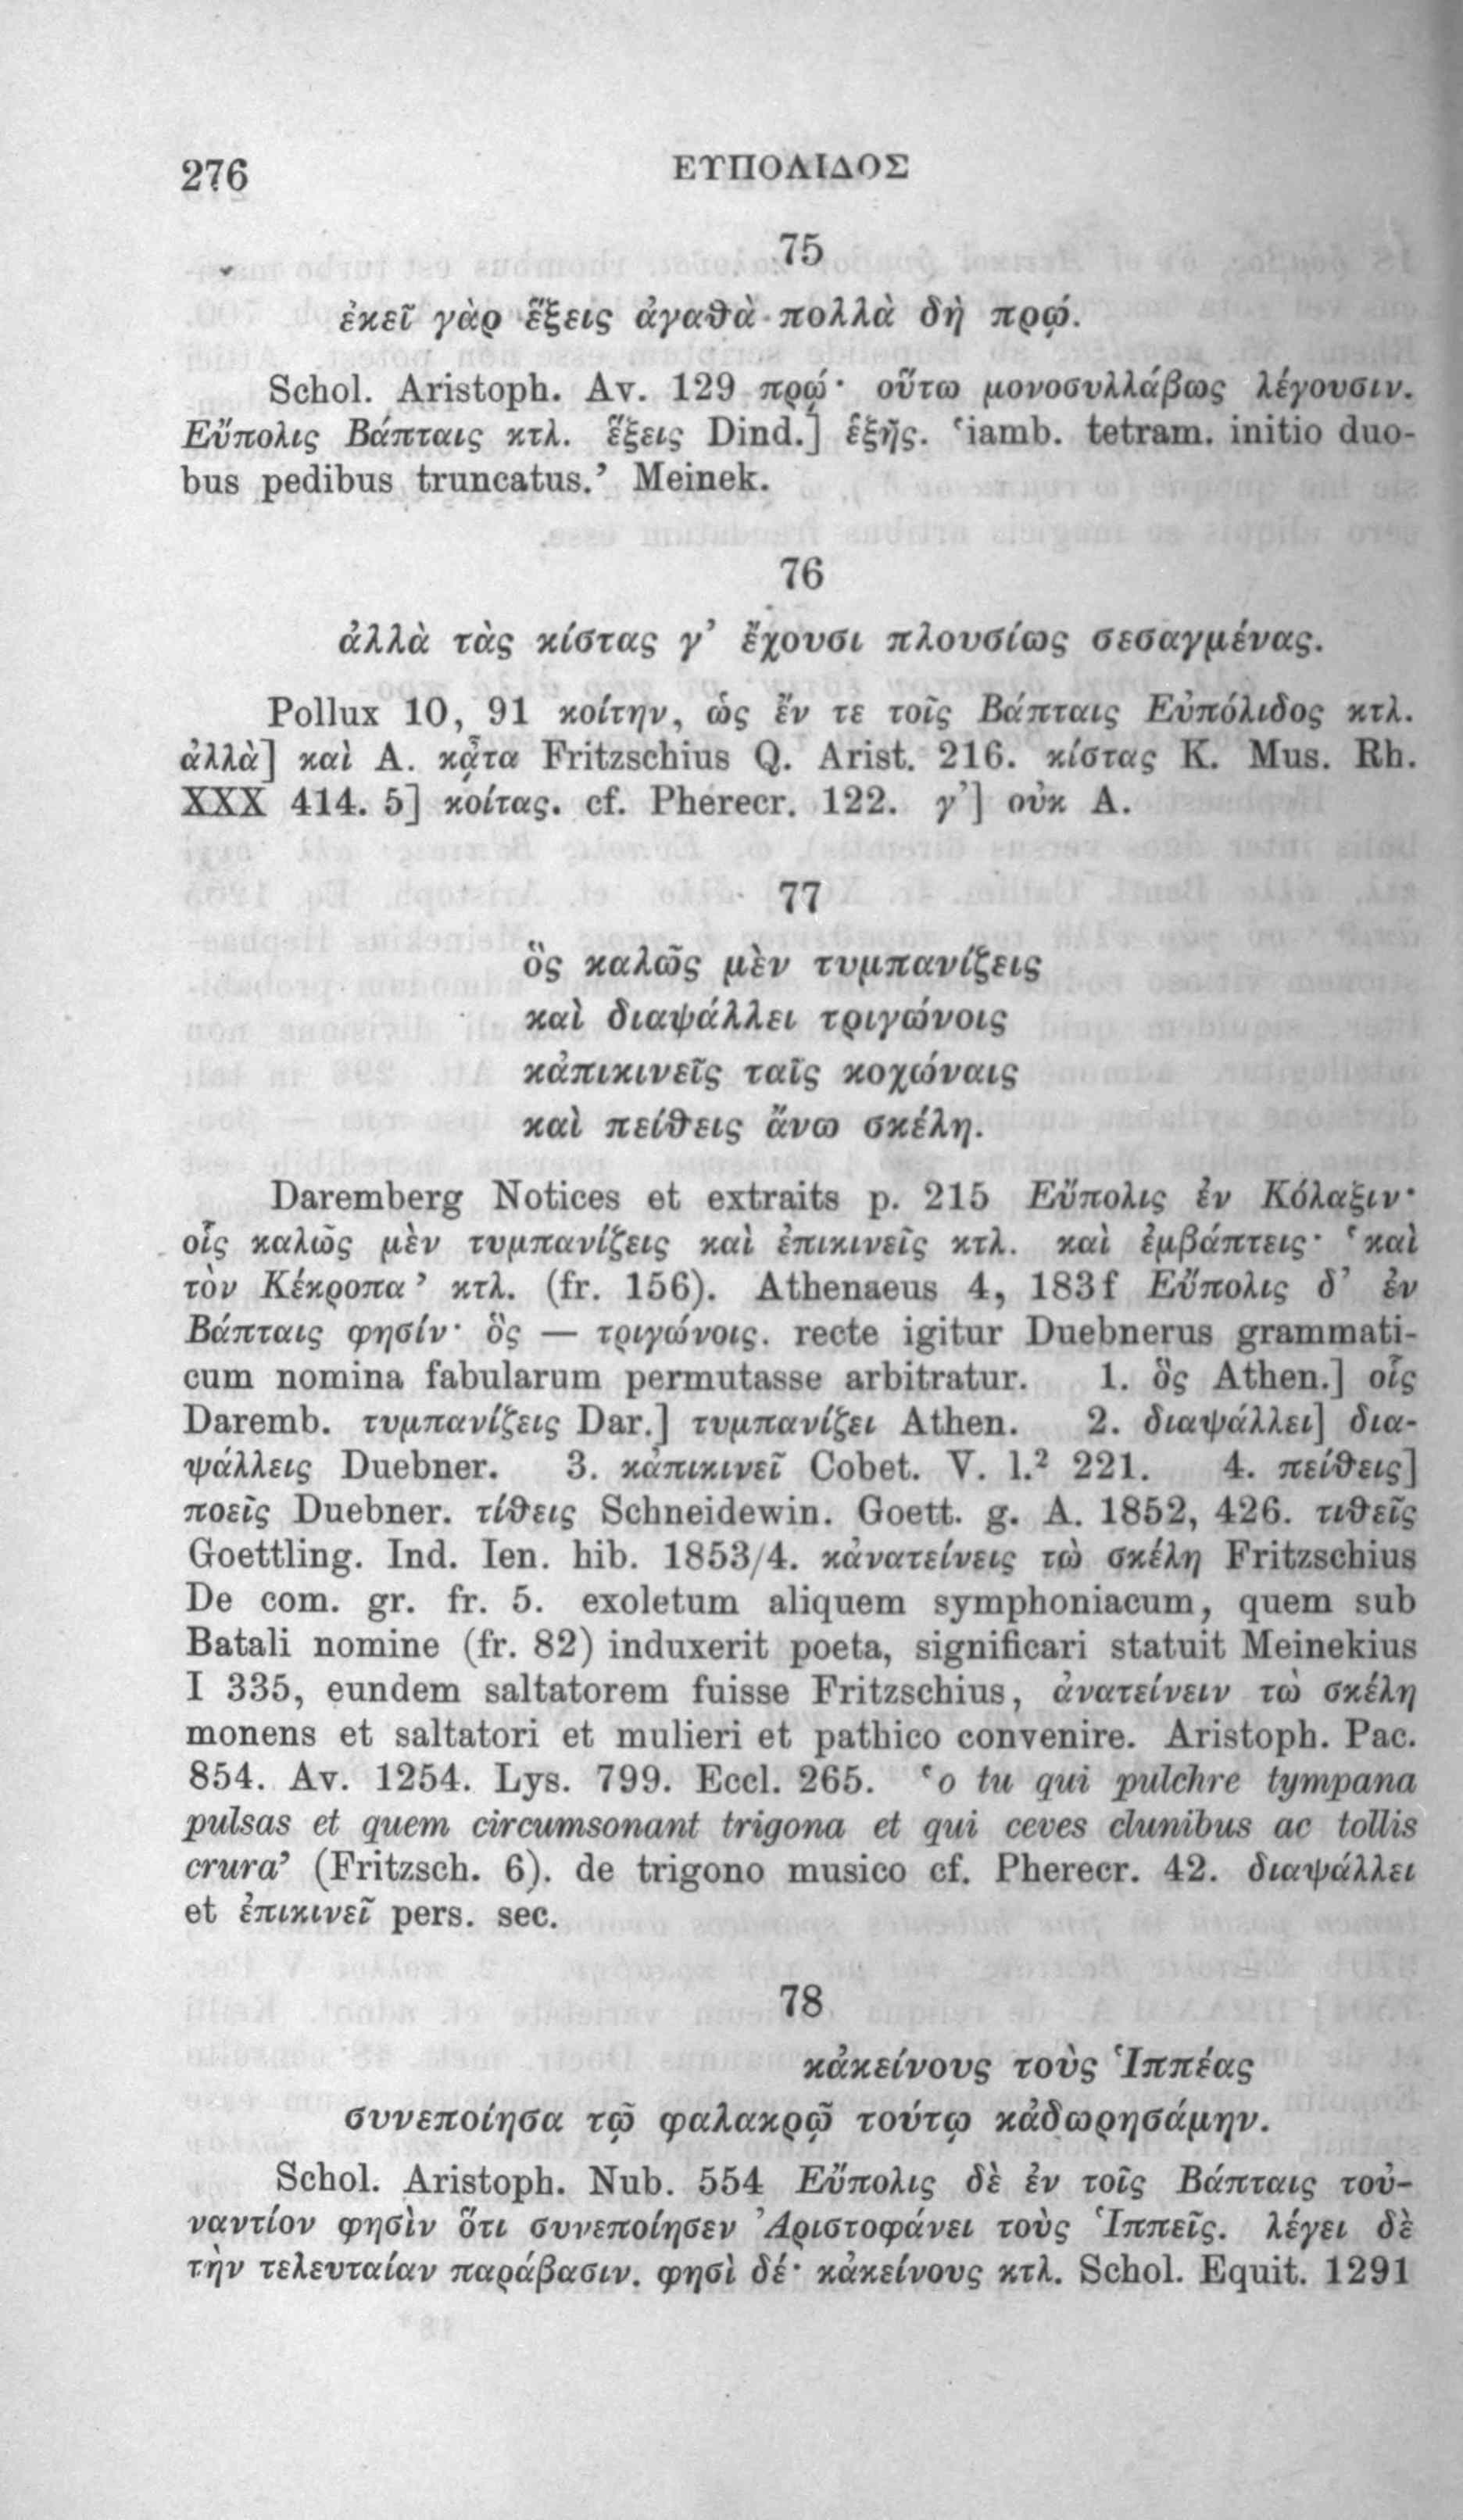 276
ΕΥΠΟΛΙΔΟΣ
75
ἐκεῖ γὰρ ἕξεις ἀγαθὰ πολλὰ δὴ πρῴ.
Schol. Aristoph. Av. 129 πρῴ· οὕτω μονοσυλλάβως λέγουσιν.
Εὔπολις Βάπταις κτλ. ἕξεις Dind.] ἑξῆς. ‘iamb. tetram. initio duo-
bus pedibus truncatus.’ Meinek.
76
ἀλλὰ τὰς κίστας γ’ ἔχουσι πλουσίως σεσαγμένας.
Pollux 10, 91 κοίτην, ὡς ἔν τε τοῖς Βάπταις Εὐπόλιδος κτλ.
ἀλλὰ] καὶ A. κᾆτα Fritzschius Q. Arist. 216. κίστας K. Mus. Rh.
XXX 414. 5] κοίτας. cf. Pherecr. 122. γ’] οὐκ A.
77
ὃς καλῶς μὲν τυμπανίζεις
καὶ διαψάλλει τριγώνοις
κἀπικινεῖς ταῖς κοχώναις
καὶ πείθεις ἄνω σκέλη.
Daremberg Notices et extraits p. 215 Εὔπολις ἐν Κόλαξιν·
οἷς καλῶς μὲν τυμπανίζεις καὶ ἐπικινεῖς κτλ. καὶ ἐμβάπτεις· ‘καὶ
τὸν Κέκροπα’ κτλ. (fr. 156). Athenaeus 4, 183f Εὔπολις δ’ ἐν
Βάπταις φησίν· ὃς — τριγώνοις. recte igitur Duebnerus grammati-
cum nomina fabularum permutasse arbitratur. 1. ὃς Athen.] οἷς
Daremb. τυμπανίζεις Dar.] τυμπανίζει Athen. 2. διαψάλλει] δια-
ψάλλεις Duebner. 3. κἀπικινεῖ Cobet. V. l.² 221. 4. πείθεις]
ποεῖς Duebner. τίθεις Schneidewin. Goett. g. A. 1852, 426. τιθεῖς
Goettling. Ind. Ien. hib. 1853/4. κἀνατείνεις τὼ σκέλη Fritzschius
De com. gr. fr. 5. exoletum aliquem symphoniacum, quem sub
Batali nomine (fr. 82) induxerit poeta, significari statuit Meinekius
I 335, eundem saltatorem fuisse Fritzschius, ἀνατείνειν τὼ σκέλη
monens et saltatori et mulieri et pathico convenire. Aristoph. Pac.
854. Av. 1254. Lys. 799. Eccl. 265. ‘o tu qui pulchre tympana
pulsas et quem circumsonant trigona et qui ceves clunibus ac tollis
crura’ (Fritzsch. 6). de trigono musico cf. Pherecr. 42. διαψάλλει
et ἐπικινεῖ pers. sec.
78
κἀκείνους τοὺς Ἱππέας
συνεποίησα τῷ φαλακρῷ τούτῳ κἀδωρησάμην.
Schol. Aristoph. Nub. 554 Εὔπολις δὲ ἐν τοῖς Βάπταις τοὐ-
ναντίον φησὶν ὅτι συνεποίησεν Ἀριστοφάνει τοὺς Ἱππεῖς. λέγει δὲ
τὴν τελευταίαν παράβασιν. φησὶ δέ· κἀκείνους κτλ. Schol. Equit. 1291